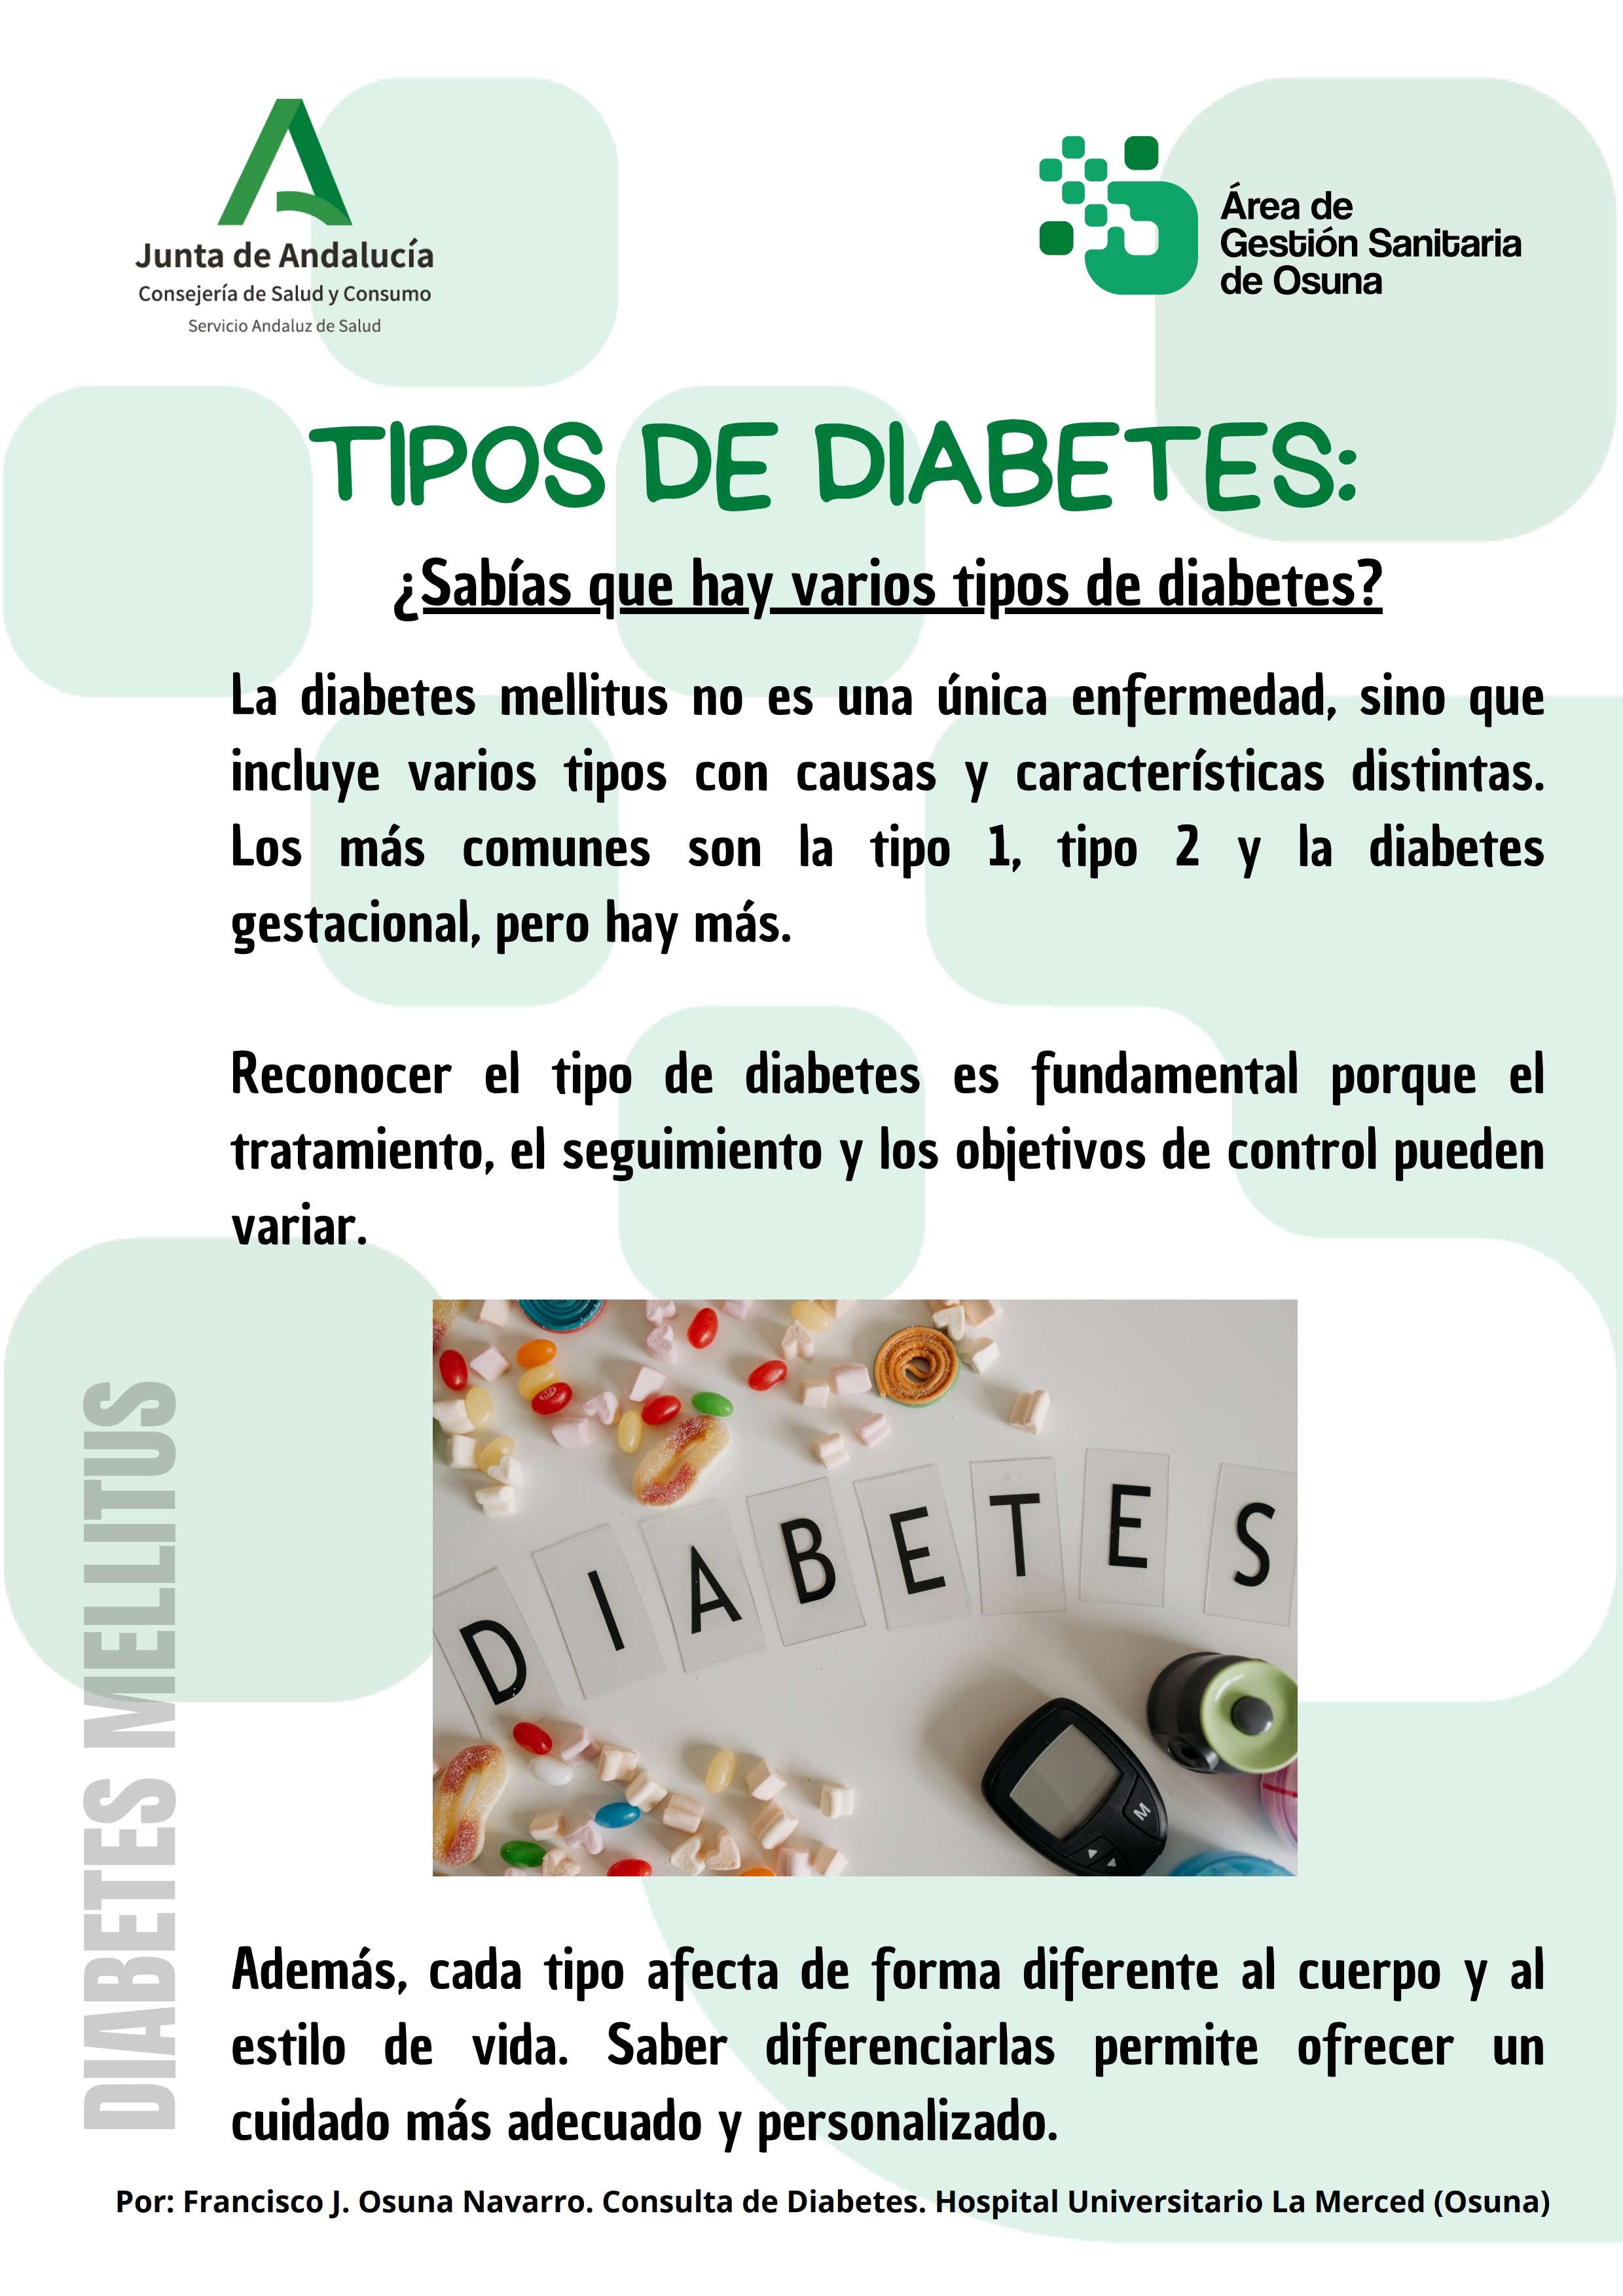 Junta de Andalucía
Consejería de Salud y Consumo
Servicio Andaluz de Salud
Área de
Gestión Sanitaria
de Osuna
TIPOS DE DIABETES:
¿Sabías que hay varios tipos de diabetes?
La diabetes mellitus no es una única enfermedad, sino que
incluye varios tipos con causas y características distintas.
Los más comunes son la tipo 1, tipo 2 y la diabetes
gestacional, pero hay más.
Reconocer el tipo de diabetes es fundamental porque el
tratamiento, el seguimiento y los objetivos de control pueden
variar.
DIABETES
M
DIABETES MELLITUS
Además, cada tipo afecta de forma diferente al cuerpo y al
estilo de vida. Saber diferenciarlas permite ofrecer un
cuidado más adecuado y personalizado.
Por: Francisco J. Osuna Navarro. Consulta de Diabetes. Hospital Universitario La Merced (Osuna)